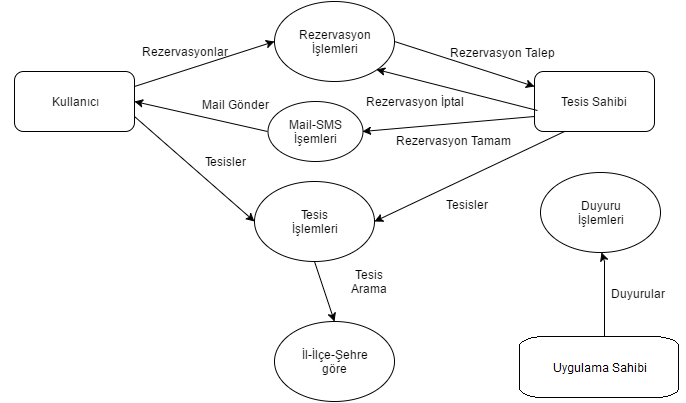 Rezervasyon
İşlemleri
Rezervasyonlar
Rezervasyon Talep
Kullanıcı
Mail Gönder
Rezervasyon İptal
Tesis Sahibi
Mail-SMS
İşemleri
Rezervasyon Tamam
Tesisler
Tesis
İşlemleri
Tesisler
Duyuru
İşlemleri
Tesis
Arama
Duyurular
İl-İlçe-Şehre
göre
Uygulama Sahibi